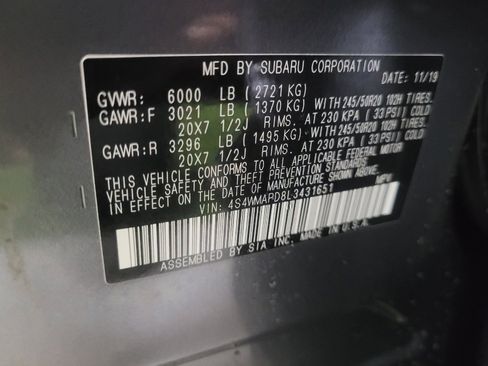 MFD BY SUBARU CORPORATION
DATE: 11/19
GVWR: 6000 LB (2721 KG)
GAWR:F 3021 LB (1370 KG) WITH 245/50R20 102H TIRES,
20X7 1/2J RIMS. AT 230 KPA (33 PSI) COLD
GAWR:R 3296 LB (1495 KG) WITH 245/50R20 102H TIRES,
20X7 1/2J RIMS. AT 230 KPA (33 PSI) COLD
THIS VEHICLE CONFORMS TO ALL APPLICABLE FEDERAL MOTOR
VEHICLE SAFETY AND THEFT PREVENTION STANDARDS IN EFFECT ON THE
DATE OF MANUFACTURE SHOWN ABOVE.
VIN: 4S4WMAPD8L3431651 MPV
ASSEMBLED BY SIA INC. MADE IN U.S.A.